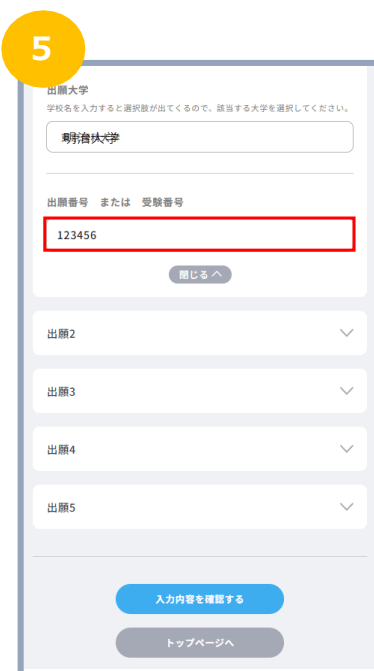 5
出願大学
学校名を入力すると選択肢が出てくるので、該当する大学を選択してください。
出願番号　または　受験番号
123456
閉じる
出願2
出願3
出願4
出願5
入力内容を確認する
トップページへ